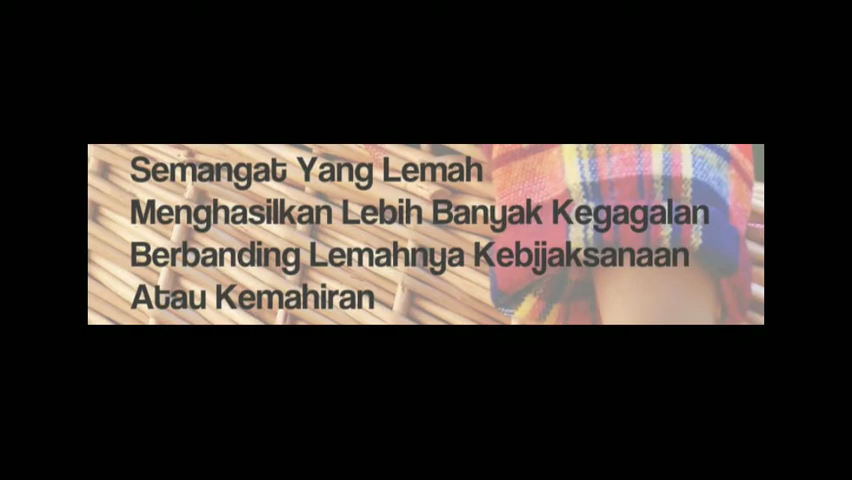 Semangat Yang Lemah
Menghasilkan Lebih Banyak Kegagalan
Berbanding Lemahnya Kebijaksanaan
Atau Kemahiran